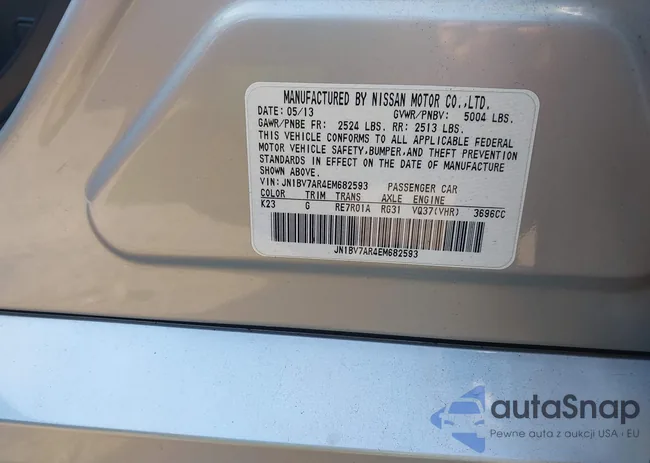 MANUFACTURED BY NISSAN MOTOR CO.,LTD.
DATE: 05/13 GVWR/PNBV: 5004 LBS.
GAWR/PNBE FR: 2524 LBS. RR: 2513 LBS.
THIS VEHICLE CONFORMS TO ALL APPLICABLE FEDERAL
MOTOR VEHICLE SAFETY,BUMPER,AND THEFT PREVENTION
STANDARDS IN EFFECT ON THE DATE OF MANUFACTURE
SHOWN ABOVE.
VIN: JN1BV7AR4EM682593 PASSENGER CAR
COLOR TRIM TRANS AXLE ENGINE
K23 G RE7R01A RG31 VQ37(VHR) 3696CC
JN1BV7AR4EM682593
autaSnap
Pewne auta z aukcji USA i EU